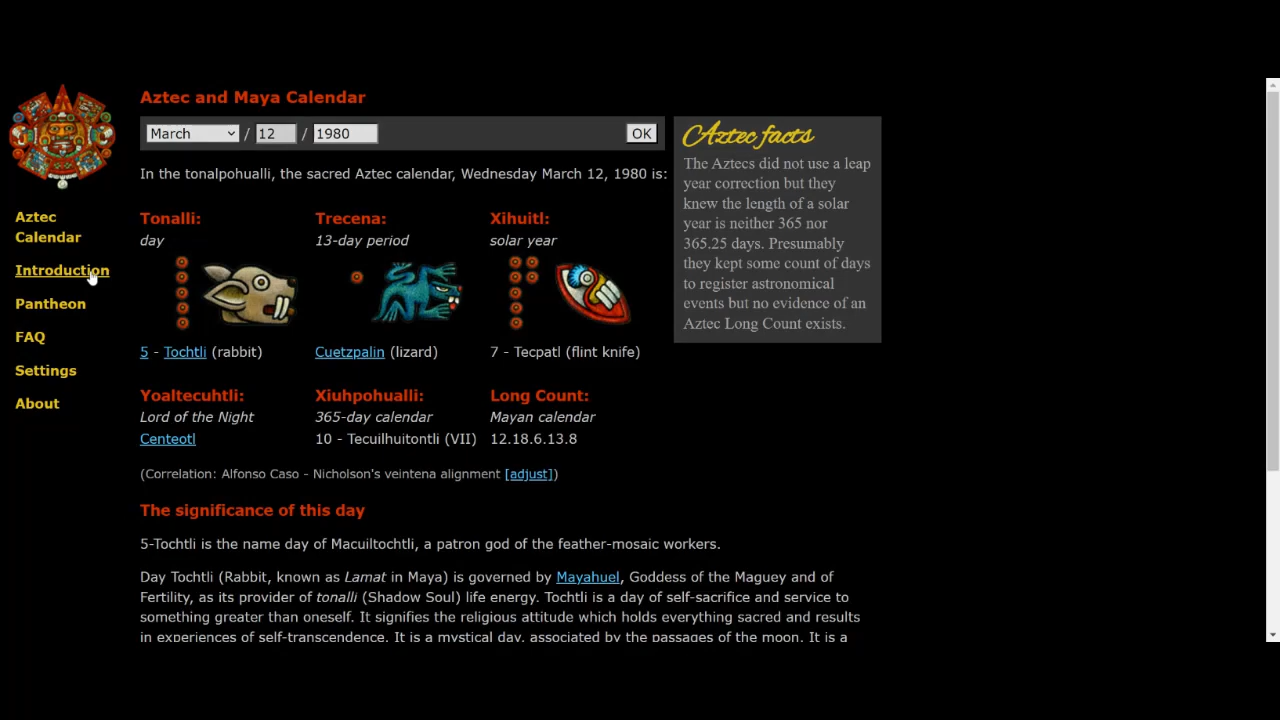 Aztec and Maya Calendar
March / 12 / 1980 OK
In the tonalpohualli, the sacred Aztec calendar, Wednesday March 12, 1980 is:
Aztec facts
The Aztecs did not use a leap
year correction but they
knew the length of a solar
year is neither 365 nor
365.25 days. Presumably
they kept some count of days
to register astronomical
events but no evidence of an
Aztec Long Count exists.
Aztec
Calendar
Introduction
Pantheon
FAQ
Settings
About
Tonalli: Trecena: Xihuitl:
day 13-day period solar year
5 - Tochtli (rabbit) Cuetzpalin (lizard) 7 - Tecpatl (flint knife)
Yoaltecuhtli: Xiuhpohualli: Long Count:
Lord of the Night 365-day calendar Mayan calendar
Centeotl 10 - Tecuilhuitontli (VII) 12.18.6.13.8
(Correlation: Alfonso Caso - Nicholson's veintena alignment [adjust])
The significance of this day
5-Tochtli is the name day of Macuiltochtli, a patron god of the feather-mosaic workers.
Day Tochtli (Rabbit, known as Lamat in Maya) is governed by Mayahuel, Goddess of the Maguey and of
Fertility, as its provider of tonalli (Shadow Soul) life energy. Tochtli is a day of self-sacrifice and service to
something greater than oneself. It signifies the religious attitude which holds everything sacred and results
in experiences of self-transcendence. It is a mystical day, associated by the passages of the moon. It is a